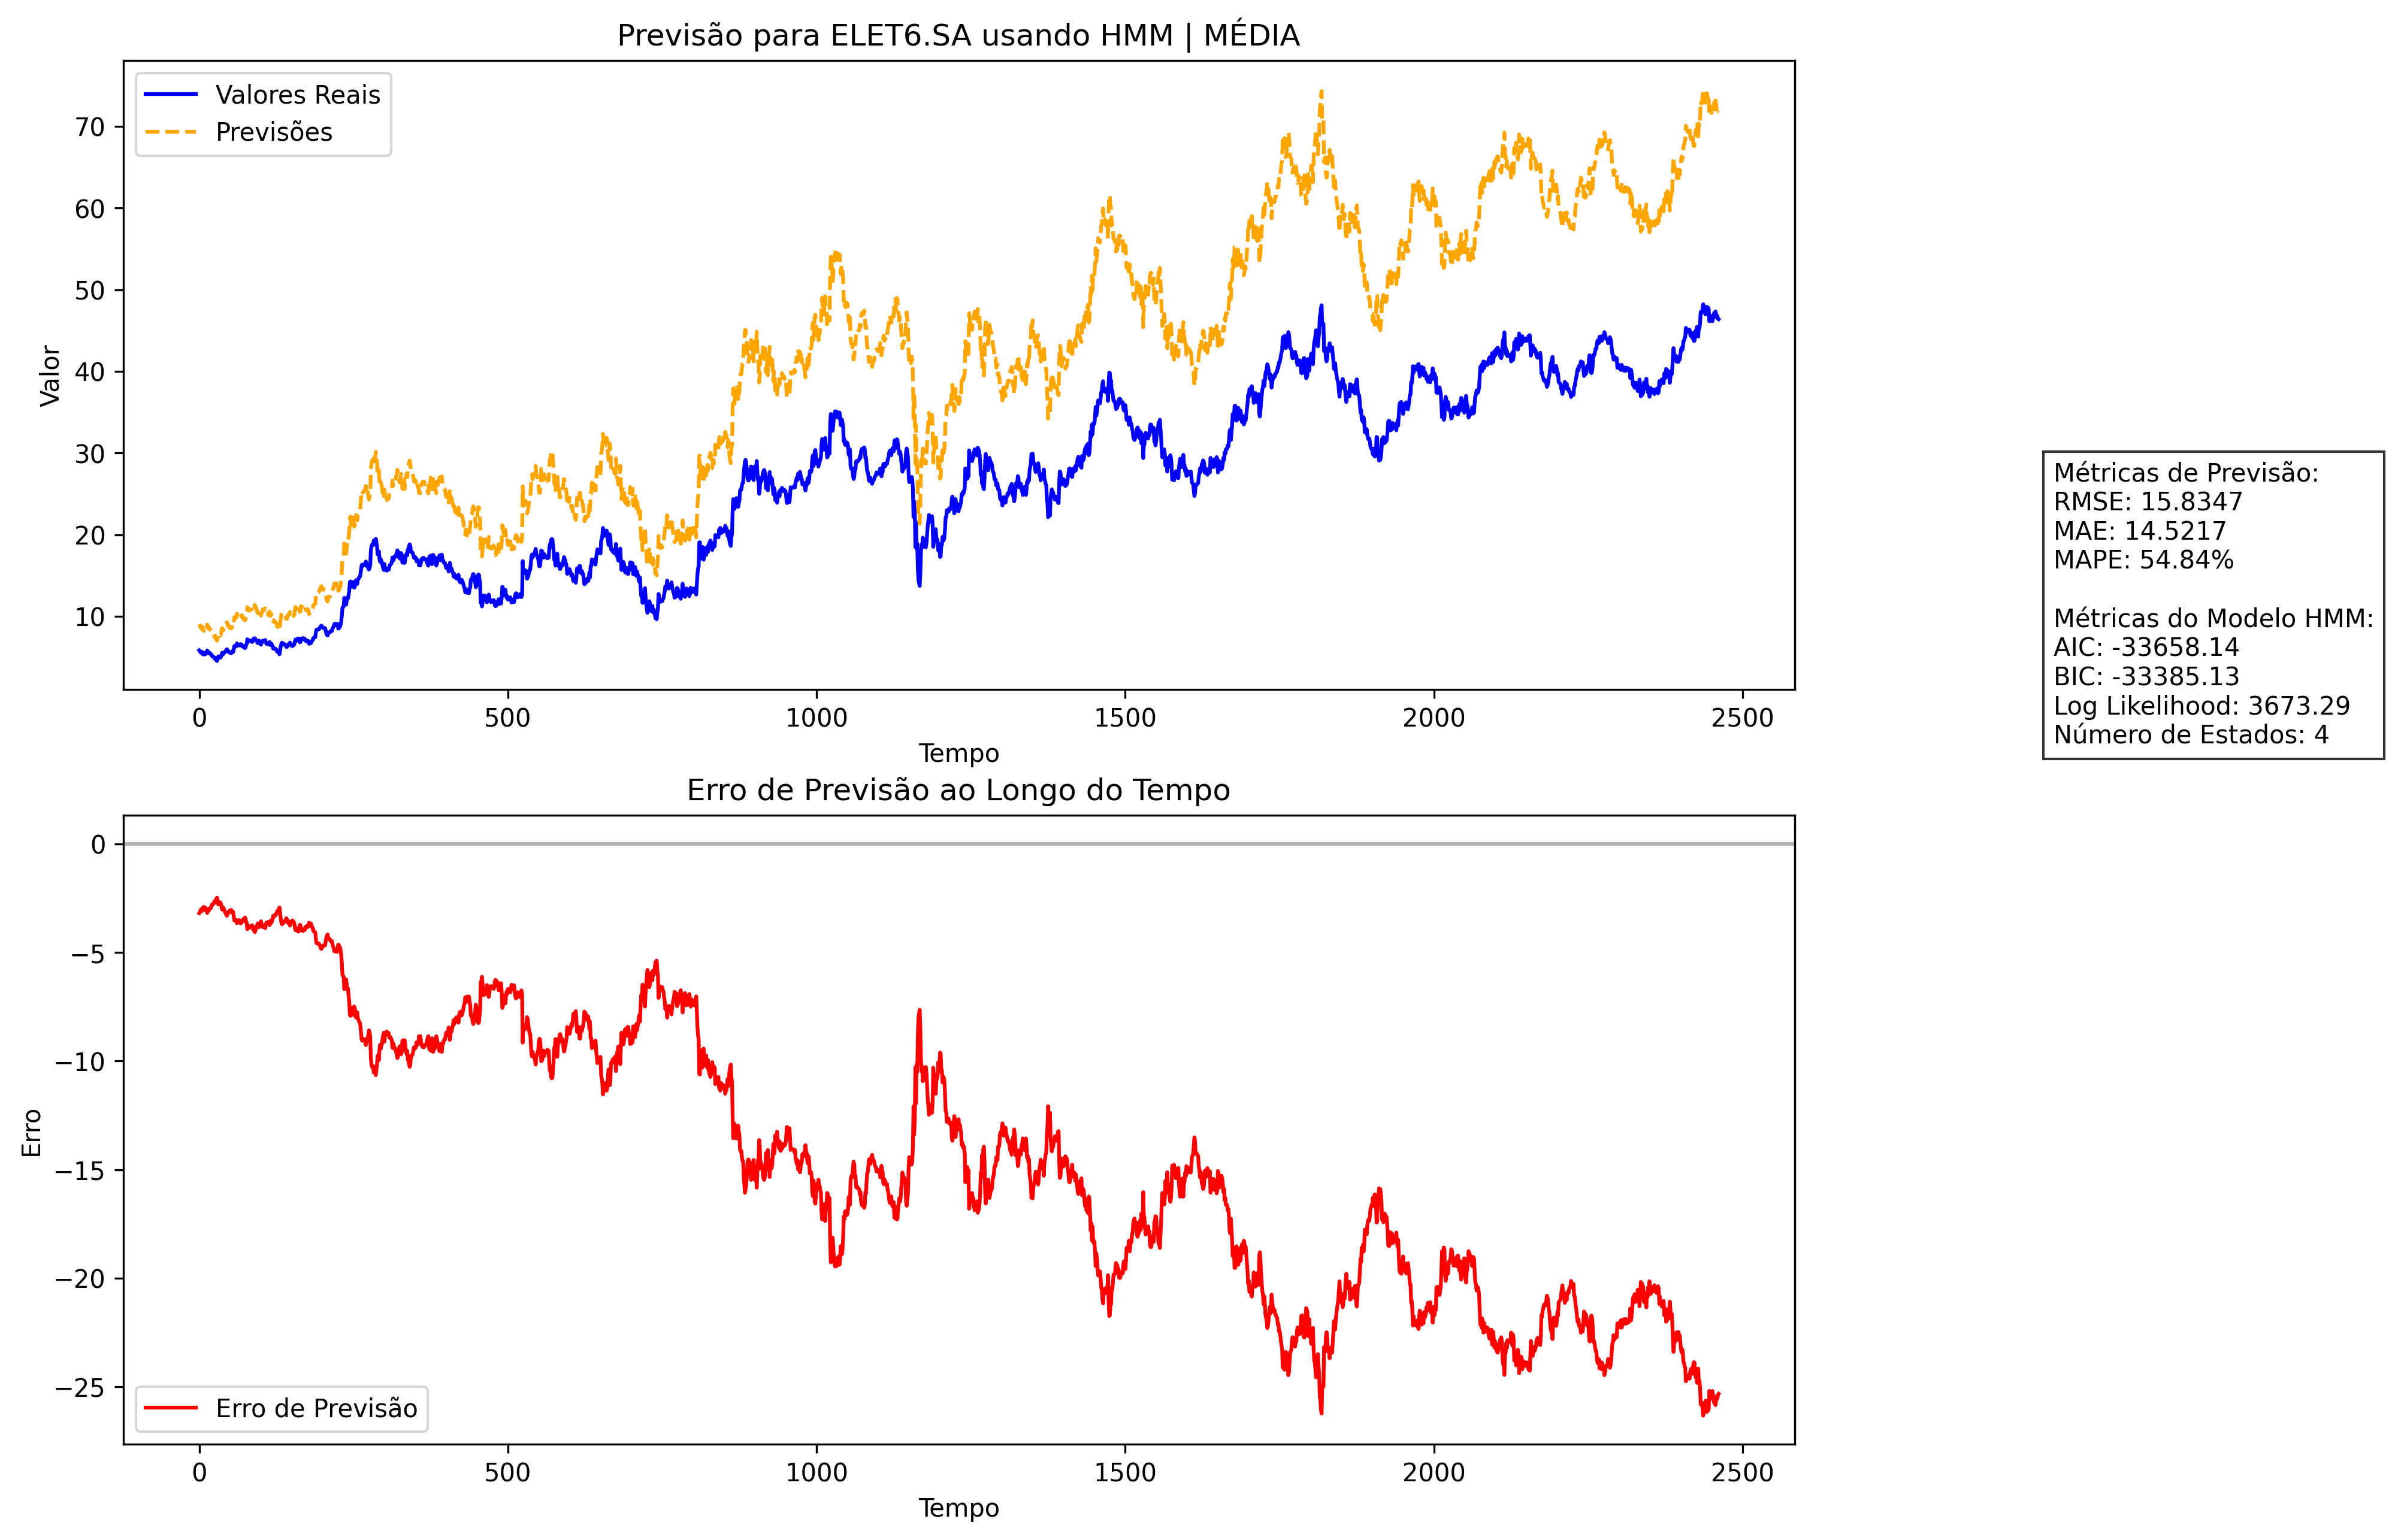 Previsão para ELET6.SA usando HMM | MÉDIA
Valores Reais
Previsões
Valor
70
60
50
40
30
20
10
0
500
1000
1500
2000
2500
Tempo
Métricas de Previsão:
RMSE: 15.8347
MAE: 14.5217
MAPE: 54.84%
Métricas do Modelo HMM:
AIC: -33658.14
BIC: -33385.13
Log Likelihood: 3673.29
Número de Estados: 4
Erro de Previsão ao Longo do Tempo
Erro
0
−5
−10
−15
−20
−25
Erro de Previsão
0
500
1000
1500
2000
2500
Tempo